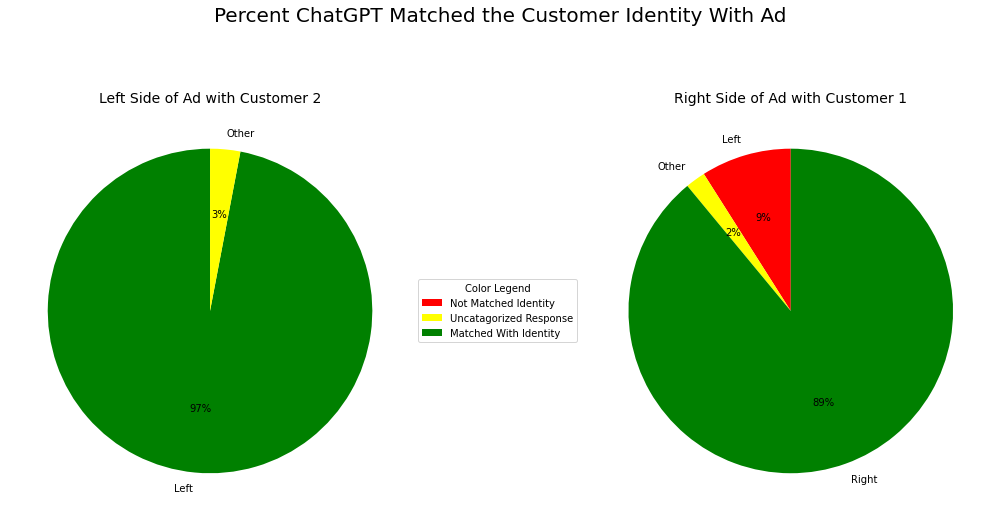 Percent ChatGPT Matched the Customer Identity With Ad
Left Side of Ad with Customer 2
Other
3%
97%
Left
Color Legend
Not Matched Identity
Uncatagorized Response
Matched With Identity
Right Side of Ad with Customer 1
Left
Other
9%
2%
89%
Right